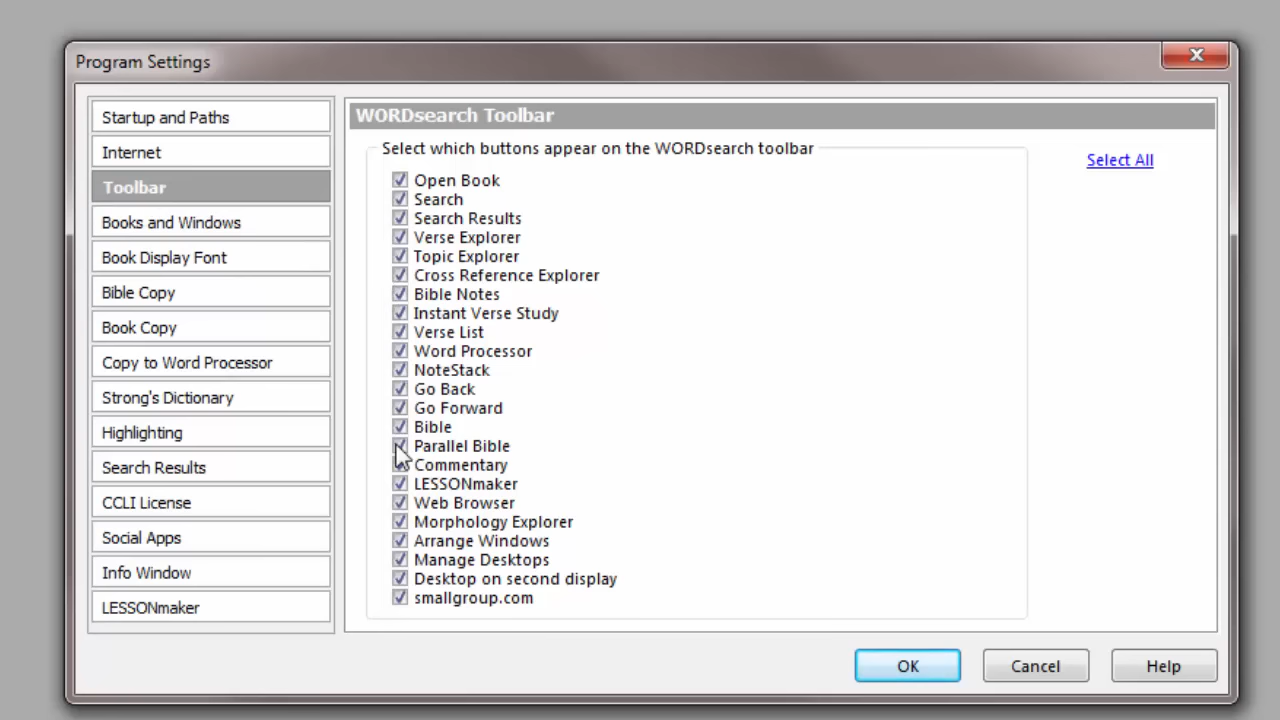 Program Settings
Startup and Paths
Internet
Toolbar
Books and Windows
Book Display Font
Bible Copy
Book Copy
Copy to Word Processor
Strong's Dictionary
Highlighting
Search Results
CCLI License
Social Apps
Info Window
LESSONmaker
WORDsearch Toolbar
Select which buttons appear on the WORDsearch toolbar
Select All
Open Book
Search
Search Results
Verse Explorer
Topic Explorer
Cross Reference Explorer
Bible Notes
Instant Verse Study
Verse List
Word Processor
NoteStack
Go Back
Go Forward
Bible
Parallel Bible
Commentary
LESSONmaker
Web Browser
Morphology Explorer
Arrange Windows
Manage Desktops
Desktop on second display
smallgroup.com
OK
Cancel
Help